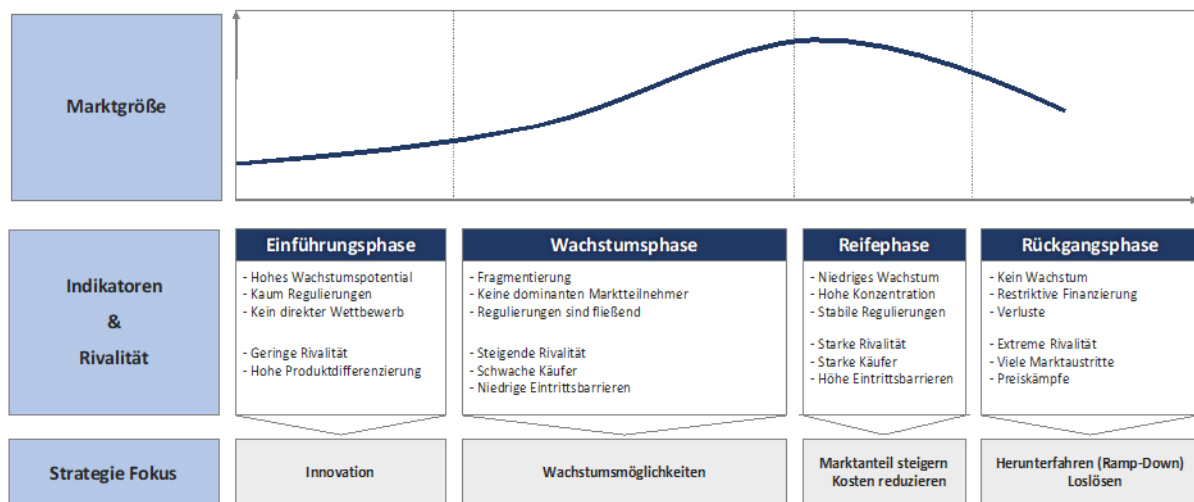 Marktgröße
Indikatoren
&
Rivalität
Einführungsphase
- Hohes Wachstumspotential
- Kaum Regulierungen
- Kein direkter Wettbewerb
- Geringe Rivalität
- Hohe Produktdifferenzierung
Wachstumsphase
- Fragmentierung
- Keine dominanten Marktteilnehmer
- Regulierungen sind fließend
- Steigende Rivalität
- Schwache Käufer
- Niedrige Eintrittsbarrieren
Reifephase
- Niedriges Wachstum
- Hohe Konzentration
- Stabile Regulierungen
- Starke Rivalität
- Starke Käufer
- Höhe Eintrittsbarrieren
Rückgangsphase
- Kein Wachstum
- Restriktive Finanzierung
- Verluste
- Extreme Rivalität
- Viele Marktaustritte
- Preiskämpfe
Strategie Fokus
Innovation
Wachstumsmöglichkeiten
Marktanteil steigern
Kosten reduzieren
Herunterfahren (Ramp-Down)
Loslösen